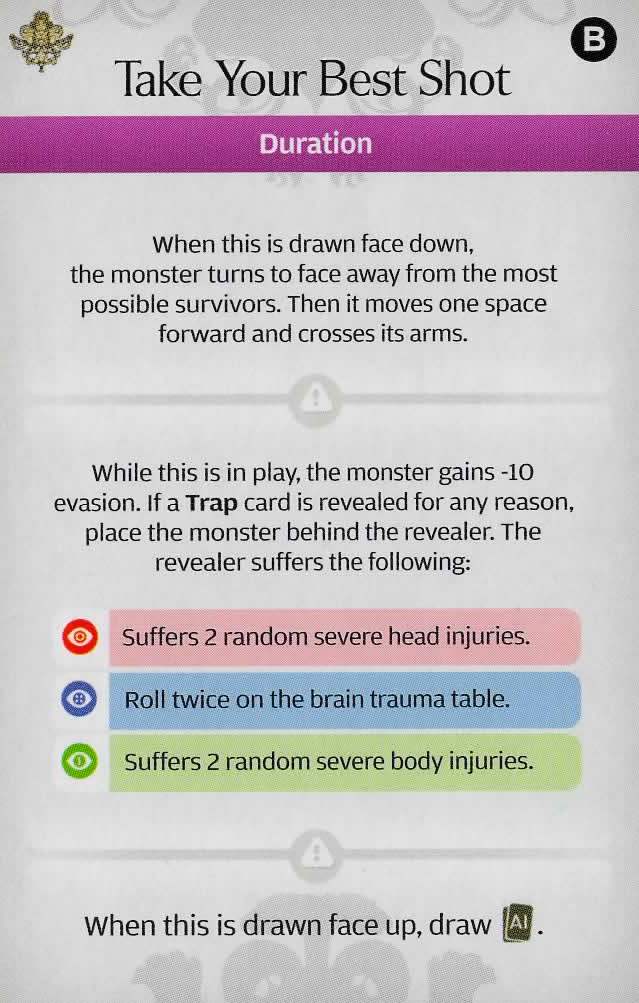 B
Take Your Best Shot
Duration
When this is drawn face down,
the monster turns to face away from the most
possible survivors. Then it moves one space
forward and crosses its arms.
While this is in play, the monster gains -10
evasion. If a Trap card is revealed for any reason,
place the monster behind the revealer. The
revealer suffers the following:
Suffers 2 random severe head injuries.
Roll twice on the brain trauma table.
Suffers 2 random severe body injuries.
When this is drawn face up, draw AI .